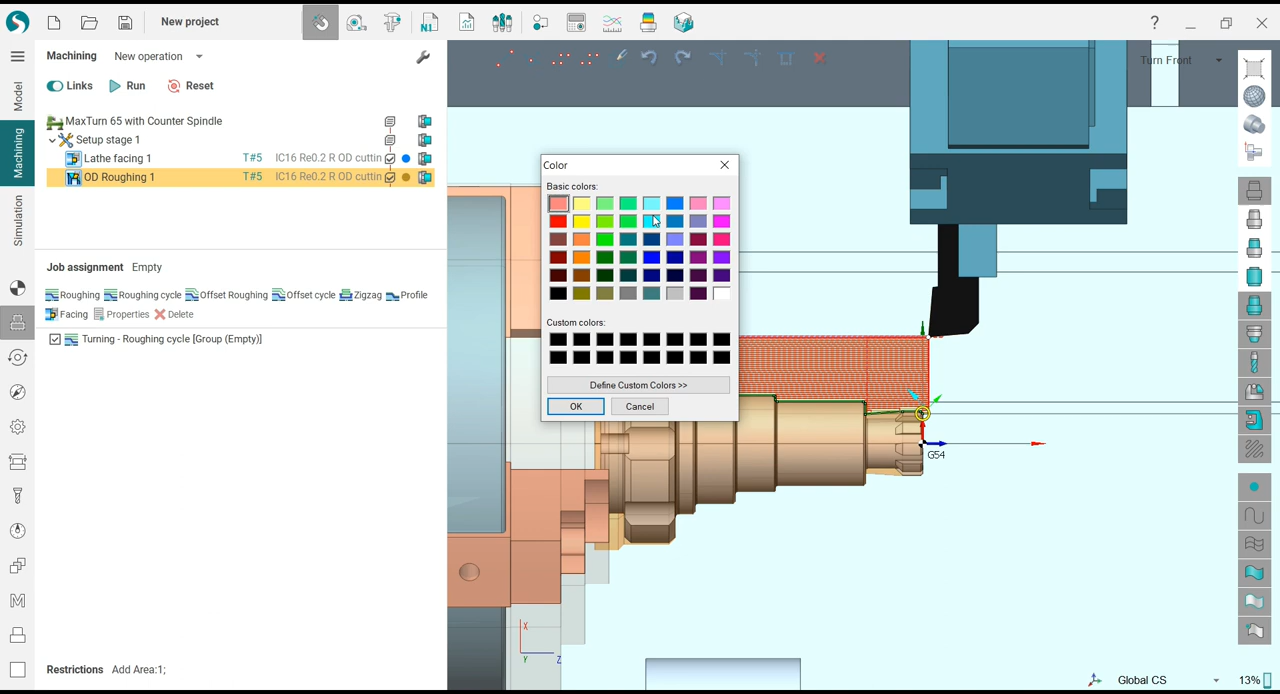 New project
?
Machining
New operation
Links
Run
Reset
Model
Machining
Simulation
MaxTurn 65 with Counter Spindle
Setup stage 1
Lathe facing 1 T#5 IC16 Re0.2 R OD cuttin
OD Roughing 1 T#5 IC16 Re0.2 R OD cuttin
Job assignment Empty
Roughing Roughing cycle Offset Roughing Offset cycle Zigzag Profile
Facing Properties Delete
Turning - Roughing cycle [Group (Empty)]
Restrictions Add Area:1;
Color
Basic colors:
Custom colors:
Define Custom Colors >>
OK
Cancel
Turn Front
G54
X
Y
Z
Global CS
13%